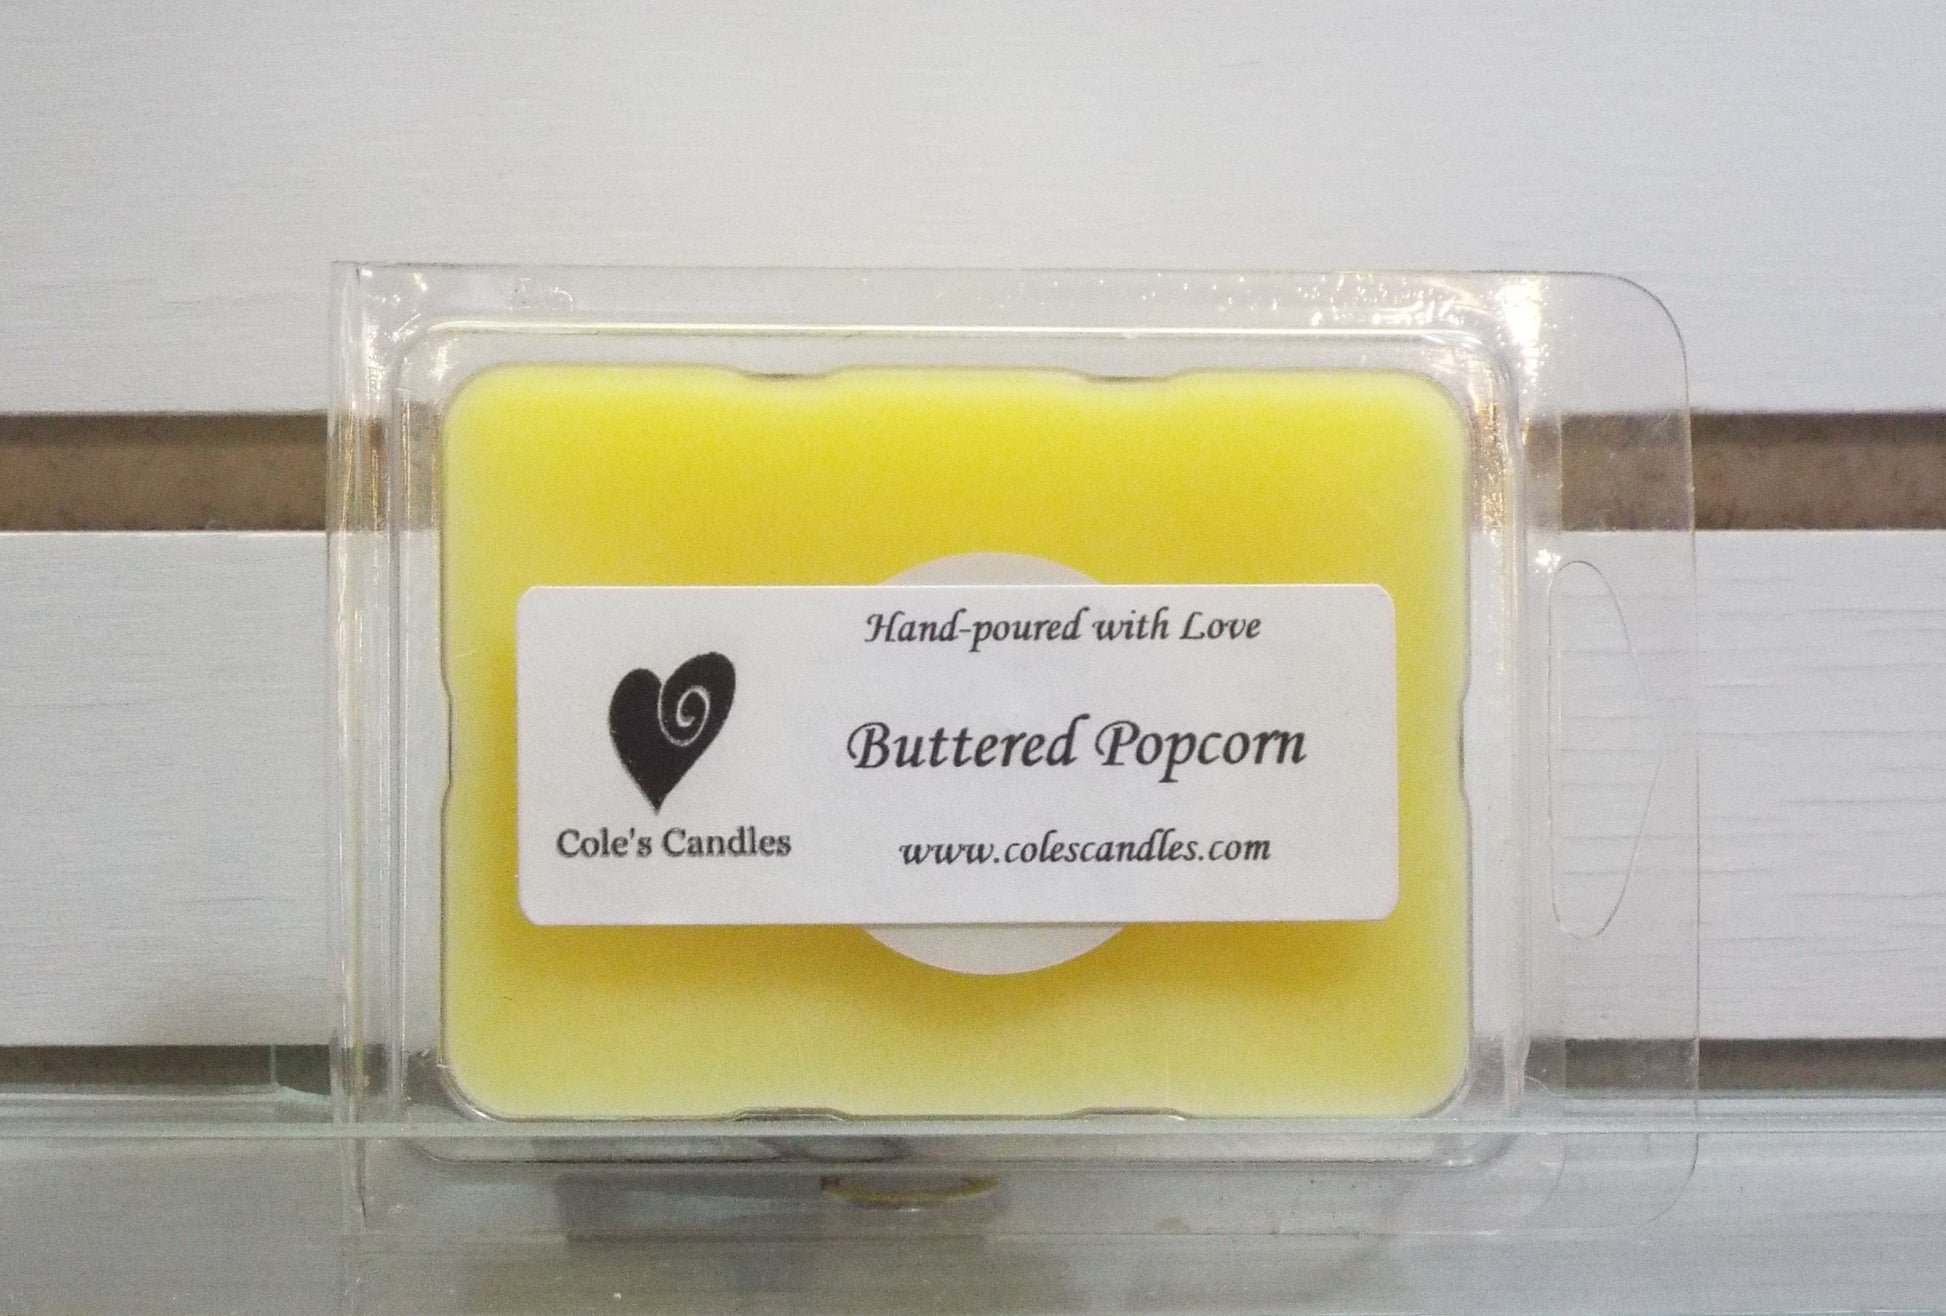 Hand-poured with Love
Buttered Popcorn
Cole's Candles
www.colescandles.com